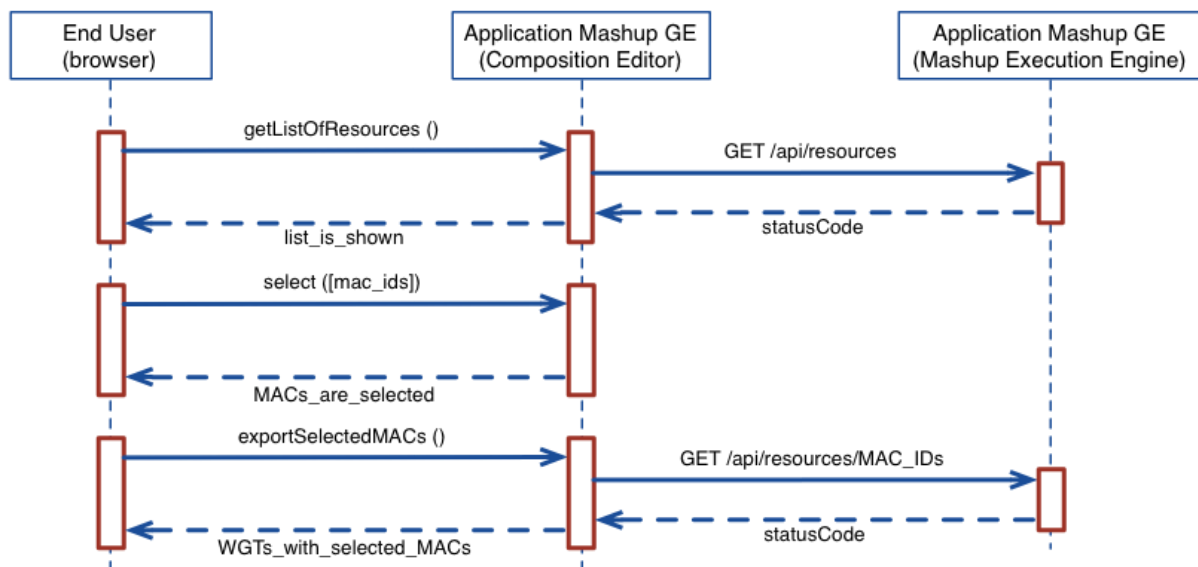 End User
(browser)
Application Mashup GE
(Composition Editor)
Application Mashup GE
(Mashup Execution Engine)
getListOfResources ()
GET /api/resources
statusCode
list_is_shown
select ([mac_ids])
MACs_are_selected
exportSelectedMACs ()
GET /api/resources/MAC_IDs
statusCode
WGTs_with_selected_MACs